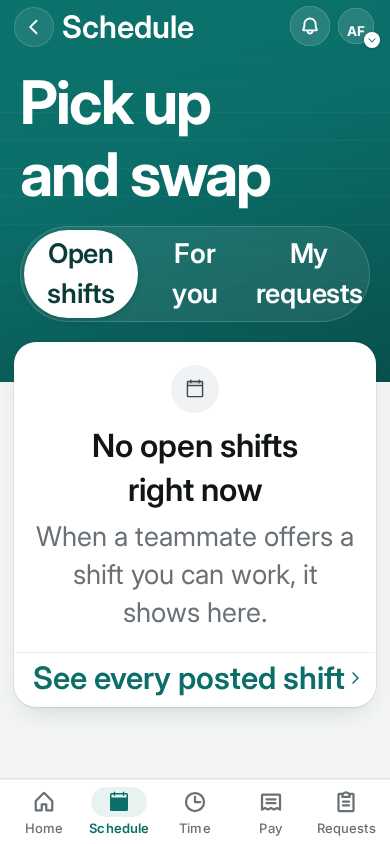 Schedule
AF
Pick up
and swap
Open
shifts
For
you
My
requests
No open shifts
right now
When a teammate offers a
shift you can work, it
shows here.
See every posted shift
Home
Schedule
Time
Pay
Requests